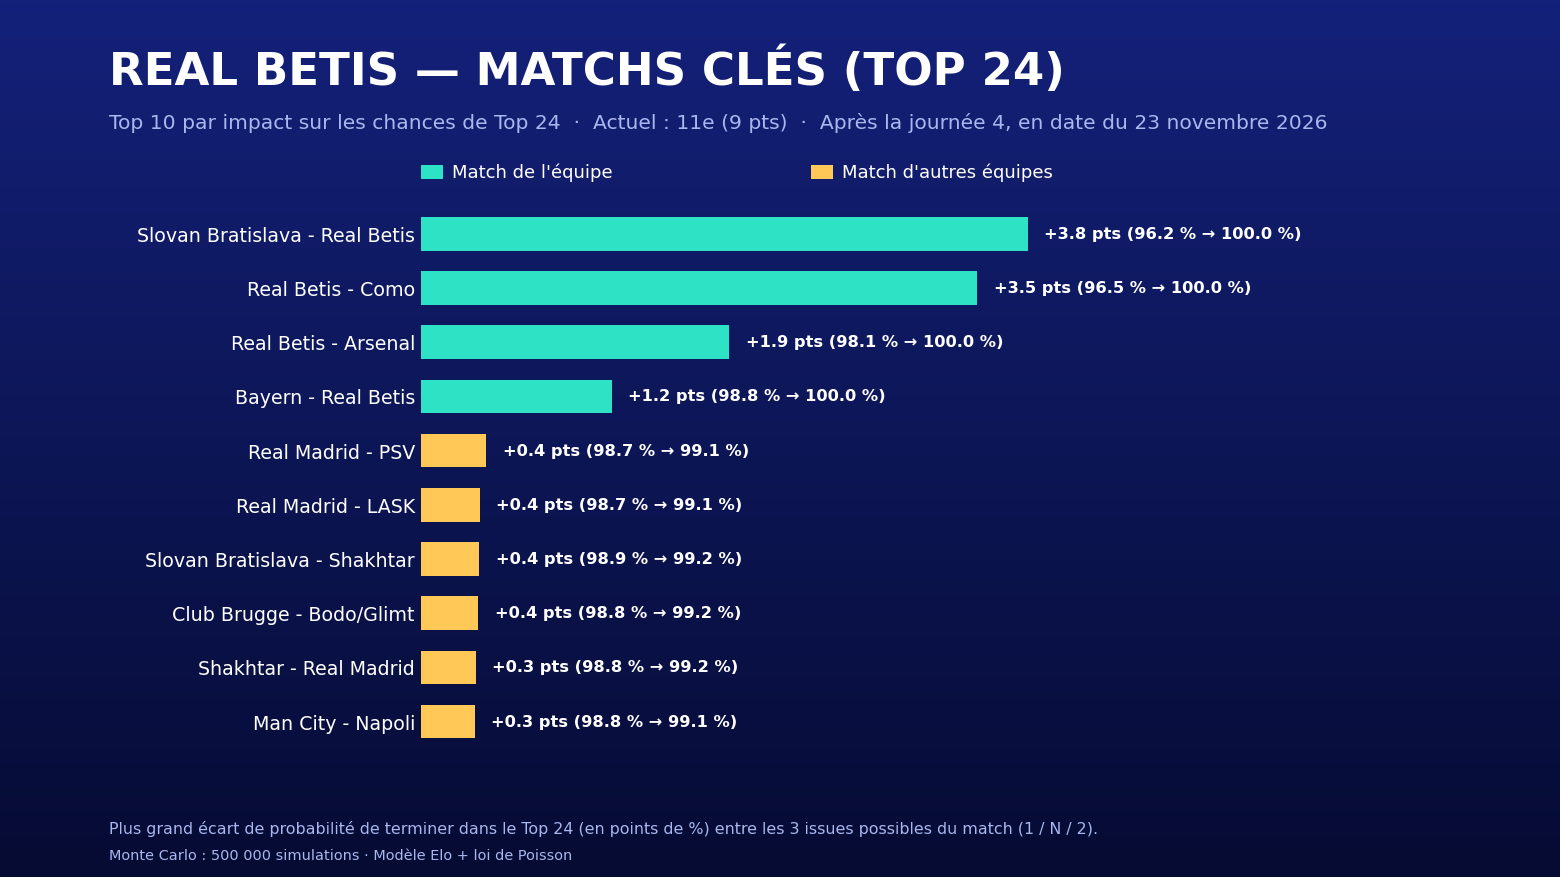 REAL BETIS — MATCHS CLÉS (TOP 24)
Top 10 par impact sur les chances de Top 24 · Actuel : 11e (9 pts) · Après la journée 4, en date du 23 novembre 2026
Match de l'équipe Match d'autres équipes
Slovan Bratislava - Real Betis +3.8 pts (96.2 % → 100.0 %)
Real Betis - Como +3.5 pts (96.5 % → 100.0 %)
Real Betis - Arsenal +1.9 pts (98.1 % → 100.0 %)
Bayern - Real Betis +1.2 pts (98.8 % → 100.0 %)
Real Madrid - PSV +0.4 pts (98.7 % → 99.1 %)
Real Madrid - LASK +0.4 pts (98.7 % → 99.1 %)
Slovan Bratislava - Shakhtar +0.4 pts (98.9 % → 99.2 %)
Club Brugge - Bodo/Glimt +0.4 pts (98.8 % → 99.2 %)
Shakhtar - Real Madrid +0.3 pts (98.8 % → 99.2 %)
Man City - Napoli +0.3 pts (98.8 % → 99.1 %)
Plus grand écart de probabilité de terminer dans le Top 24 (en points de %) entre les 3 issues possibles du match (1 / N / 2).
Monte Carlo : 500 000 simulations · Modèle Elo + loi de Poisson